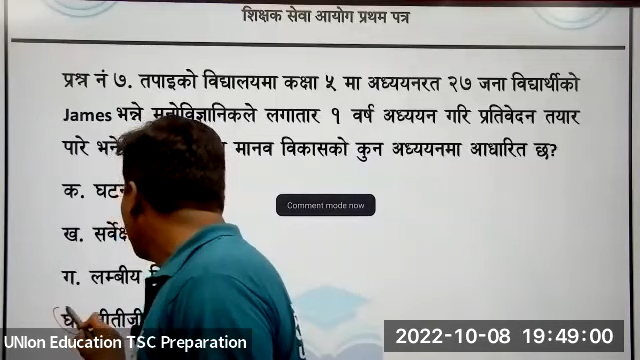 शिक्षक सेवा आयोग प्रथम पत्र
प्रश्न नं ७. तपाइको विद्यालयमा कक्षा ५ मा अध्ययनरत २७ जना विद्यार्थीको
James भन्ने मनोविज्ञानिकले लगातार १ वर्ष अध्ययन गरि प्रतिवेदन तयार
पारे भने मानव विकासको कुन अध्ययनमा आधारित छ?
क.
Comment mode now
ख.
ग. लम्बीय
घ.
UNIon Education TSC Preparation
2022-10-08 19:49:00